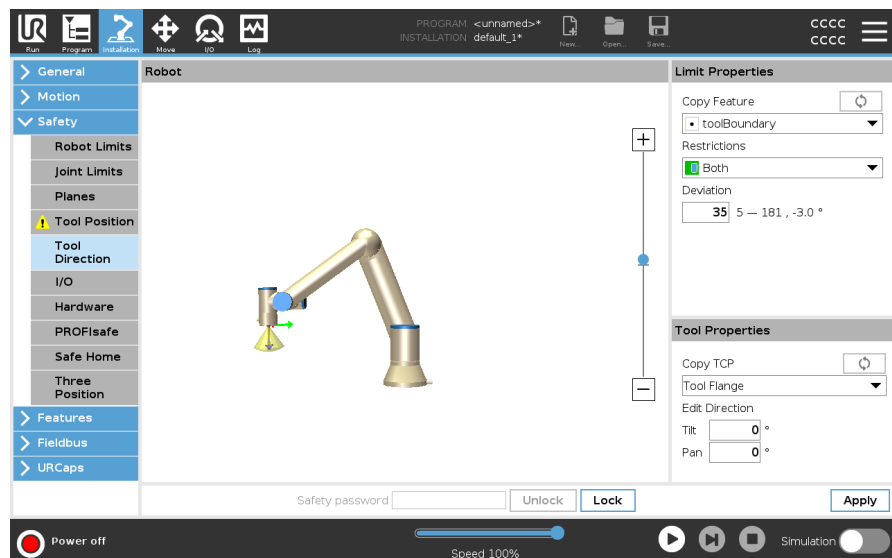 PROGRAM <unnamed>*
INSTALLATION default_1*
CCCC
CCCC
Run Program Installation Move I/O Log New... Open... Save...
General
Motion
Safety
Robot Limits
Joint Limits
Planes
Tool Position
Tool
Direction
I/O
Hardware
PROFIsafe
Safe Home
Three
Position
Features
Fieldbus
URCaps
Robot
Limit Properties
Copy Feature
toolBoundary
Restrictions
Both
Deviation
35 5 — 181 , -3.0 °
Tool Properties
Copy TCP
Tool Flange
Edit Direction
Tilt 0 °
Pan 0 °
Safety password Unlock Lock Apply
Power off
Speed 100%
Simulation